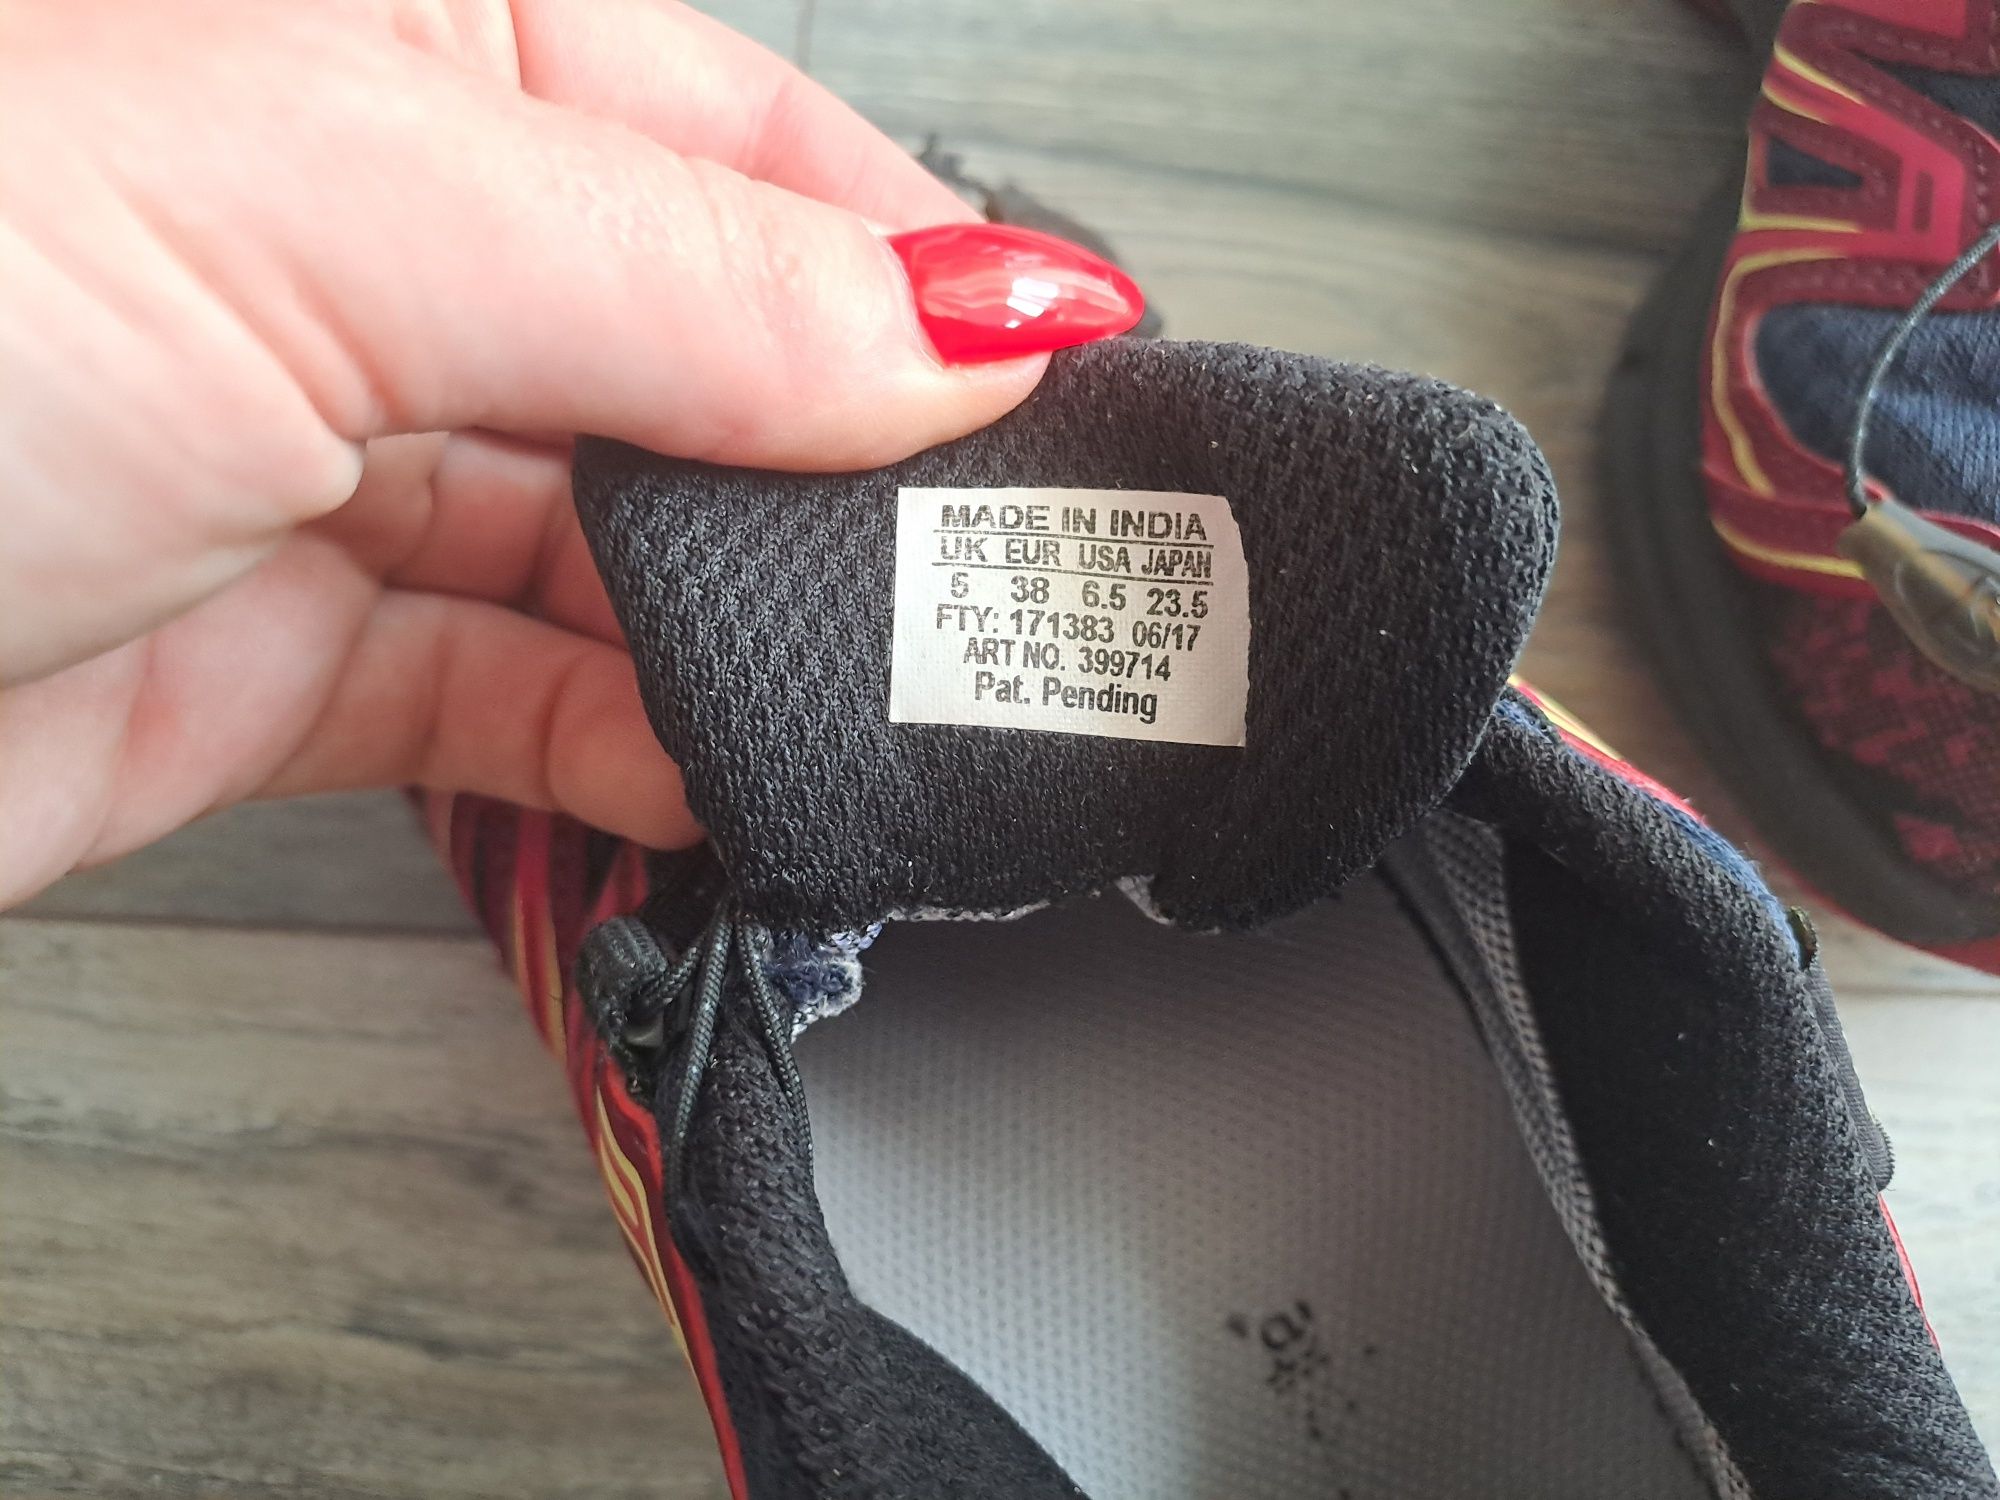 MADE IN INDIA
UK EUR USA JAPAN
5 38 6.5 23.5
FTY: 171383 06/17
ART NO. 399714
Pat. Pending